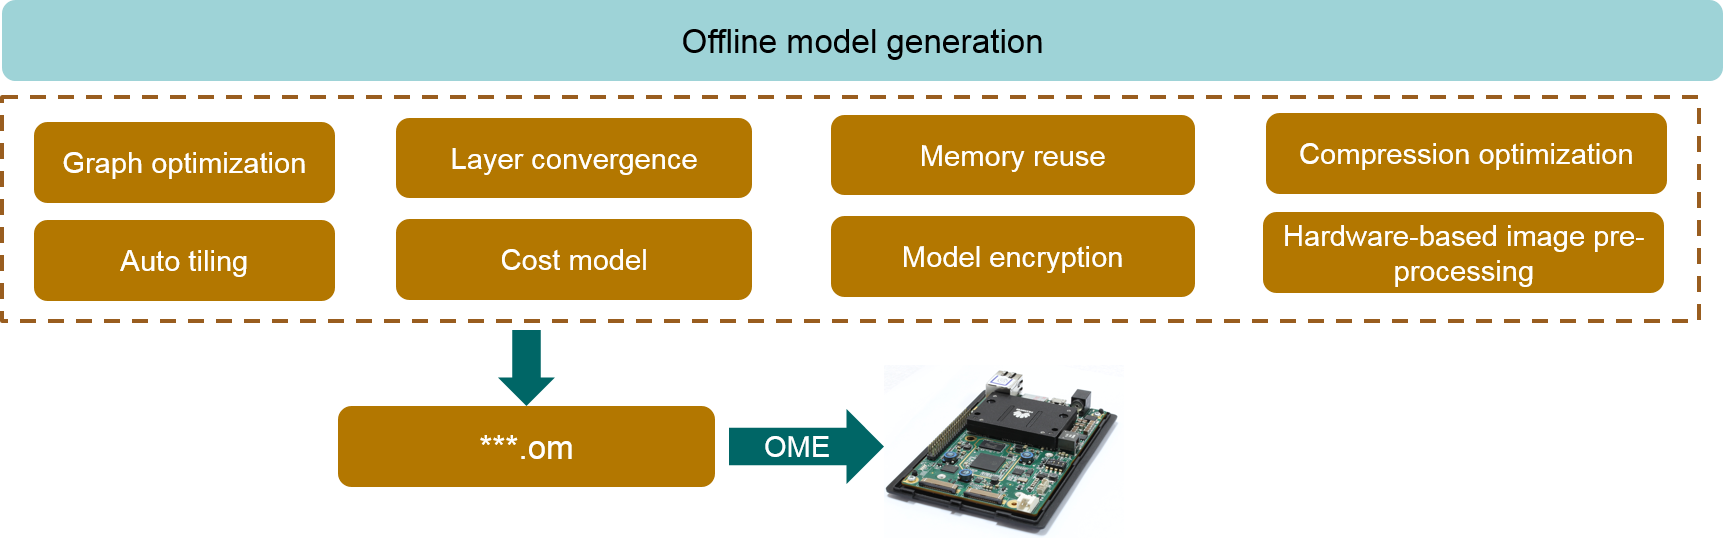 Offline model generation
Graph optimization
Layer convergence
Memory reuse
Compression optimization
Auto tiling
Cost model
Model encryption
Hardware-based image pre-
processing
***.om
OME